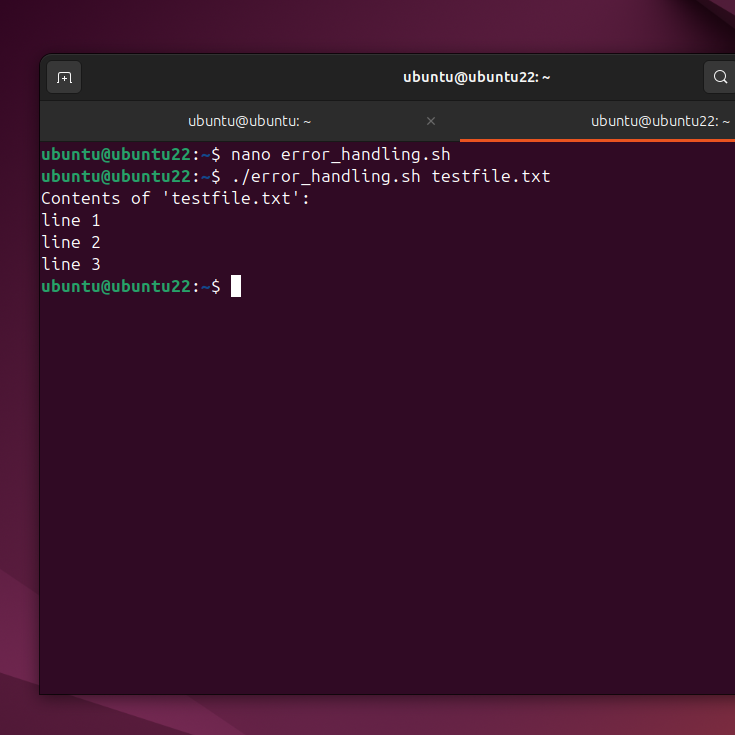 ubuntu@ubuntu22: ~
ubuntu@ubuntu: ~
ubuntu@ubuntu22: ~
ubuntu@ubuntu22:~$ nano error_handling.sh
ubuntu@ubuntu22:~$ ./error_handling.sh testfile.txt
Contents of 'testfile.txt':
line 1
line 2
line 3
ubuntu@ubuntu22:~$